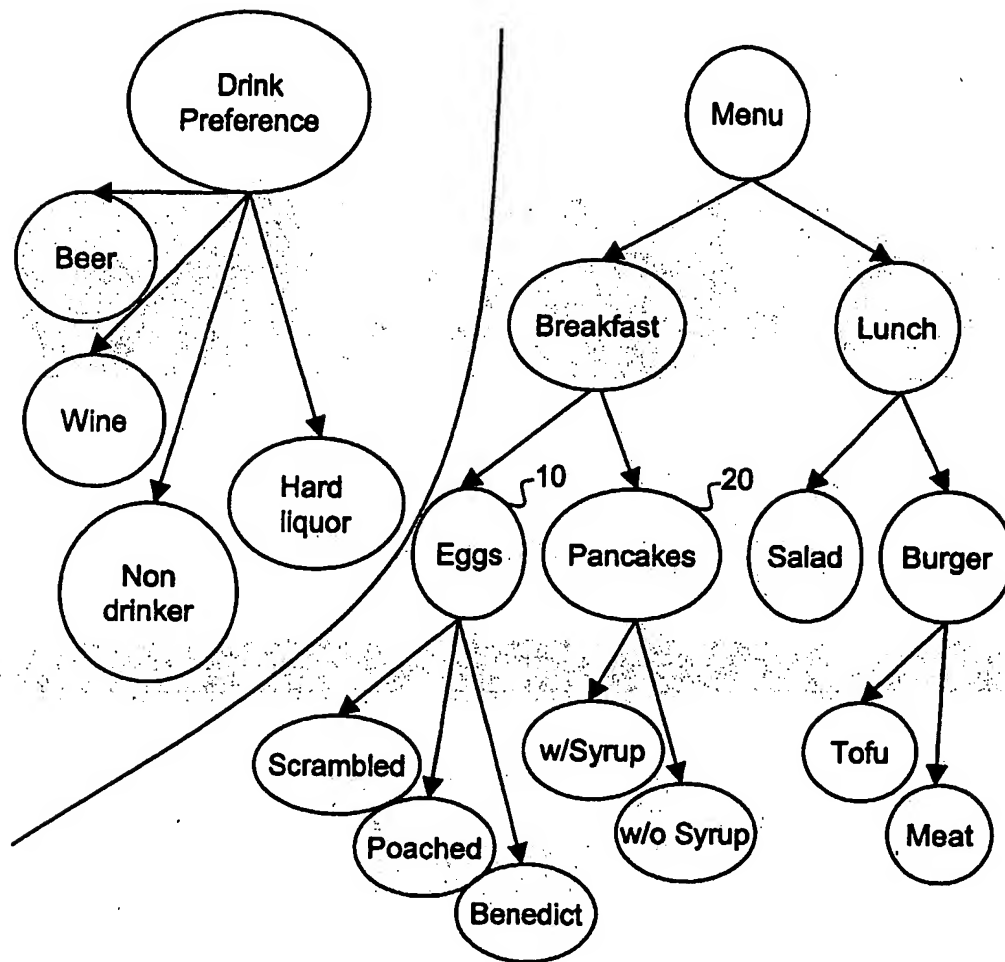 Drink
Preference
Beer
Wine
Non
drinker
Hard
liquor
Menu
Breakfast
Lunch
10
20
Eggs
Pancakes
Salad
Burger
Scrambled
Poached
Benedict
w/Syrup
w/o Syrup
Tofu
Meat